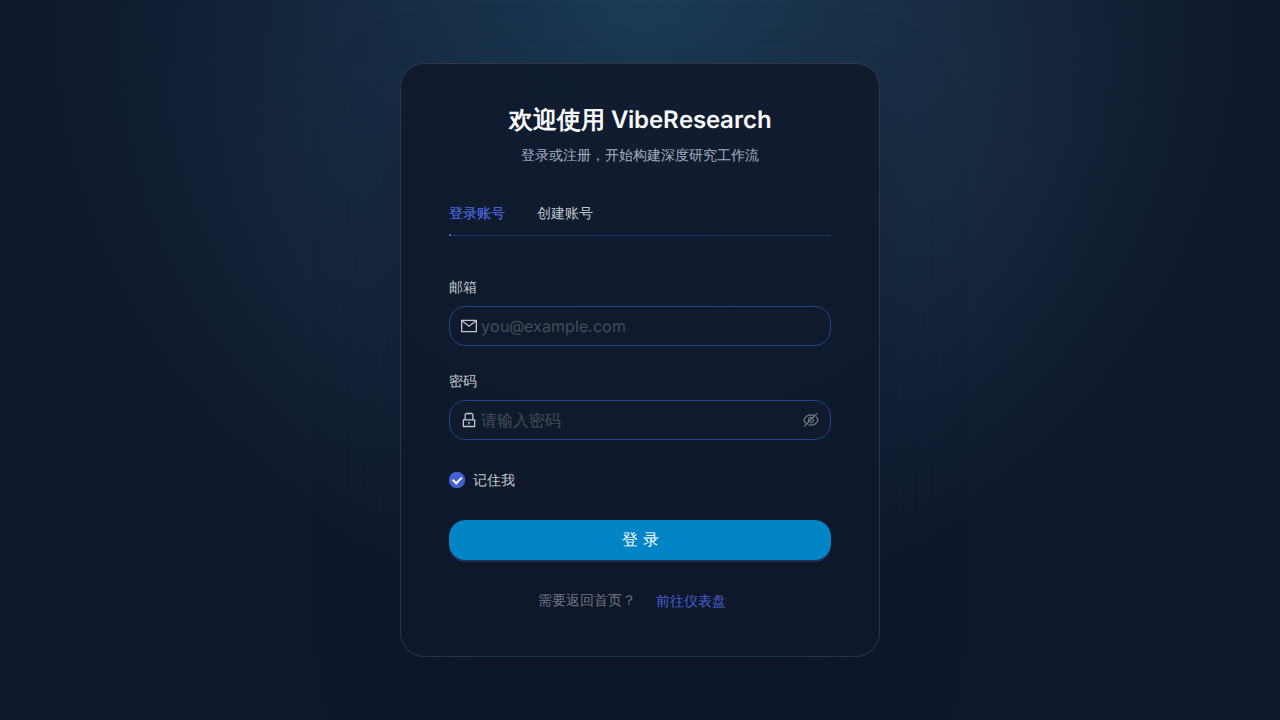 欢迎使用 VibeResearch
登录或注册，开始构建深度研究工作流
登录账号 创建账号
邮箱
you@example.com
密码
请输入密码
记住我
登 录
需要返回首页？ 前往仪表盘